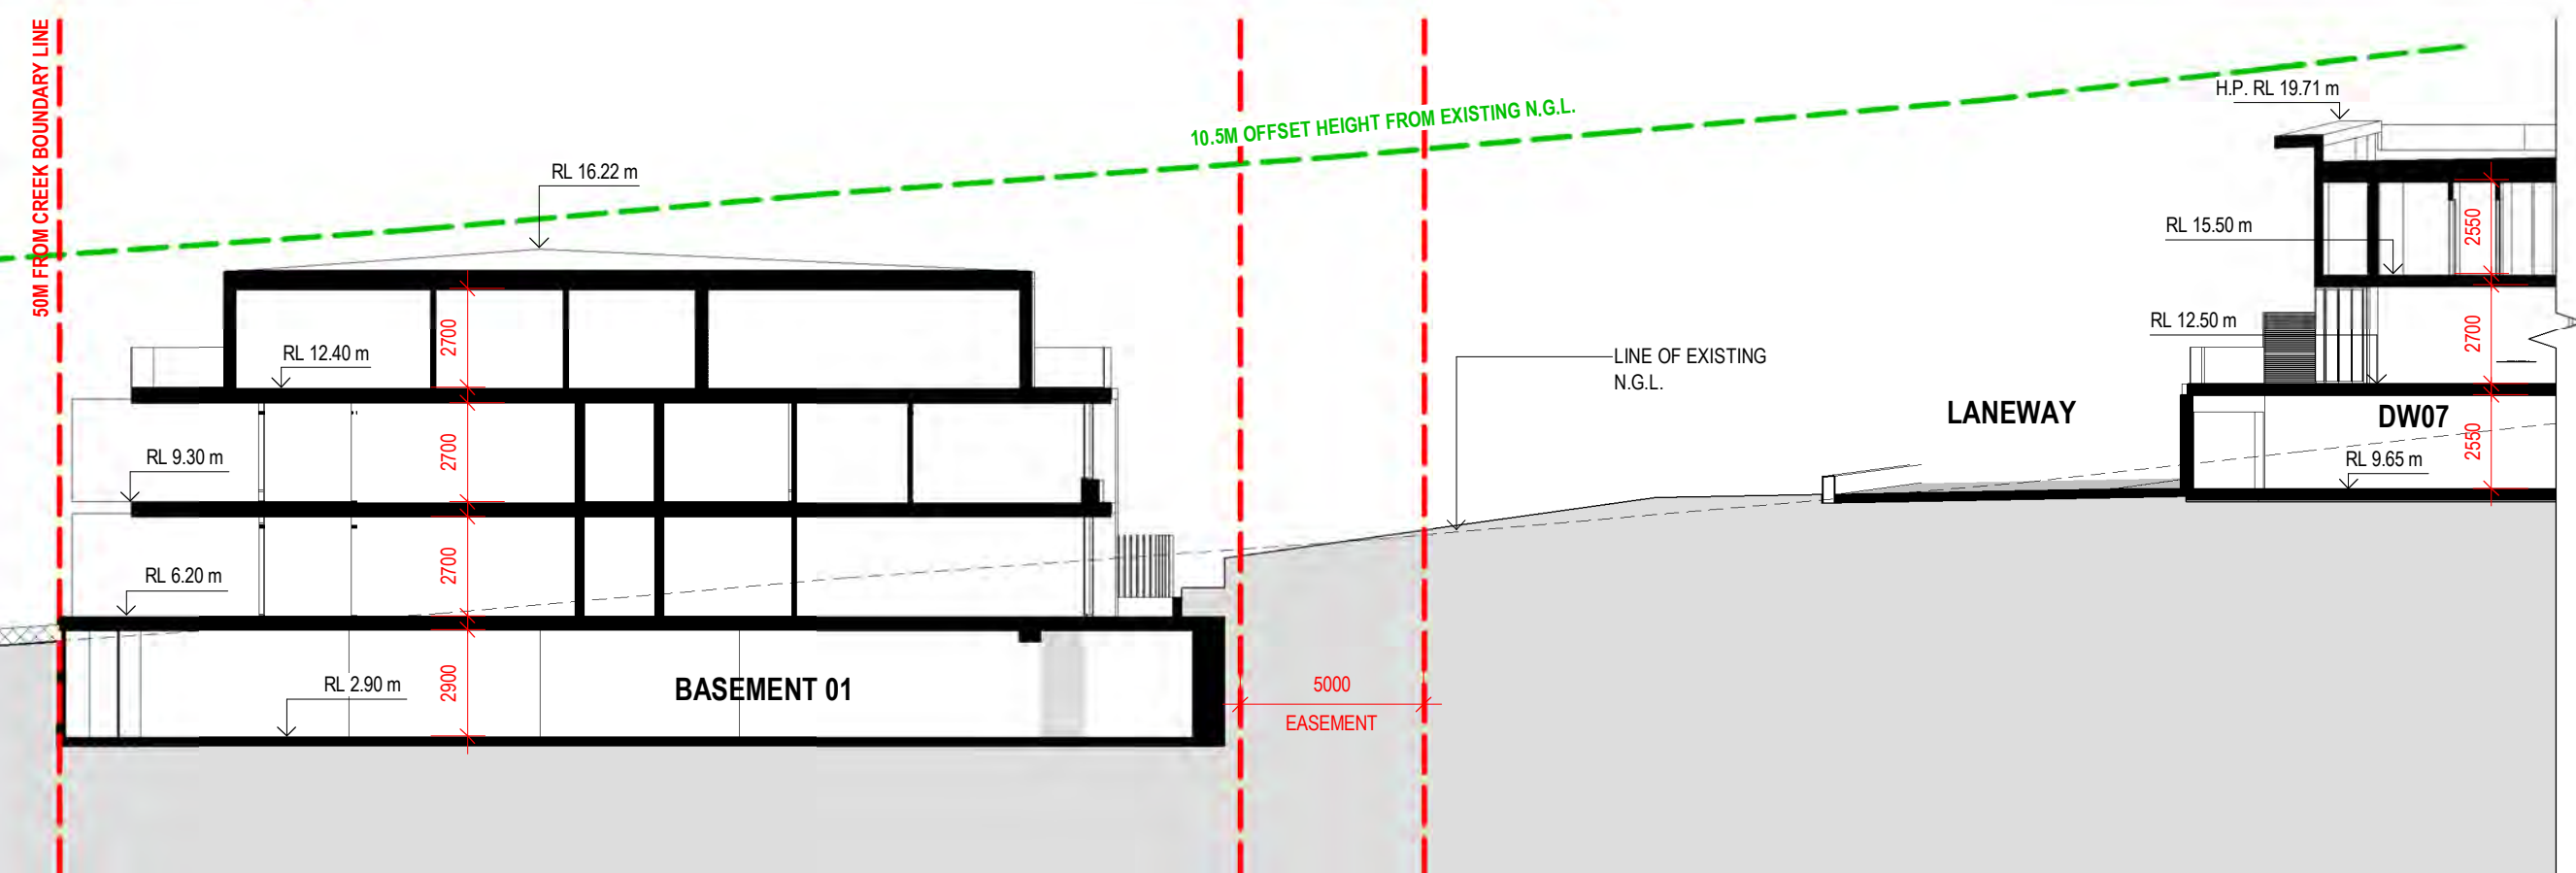 50M FROM CREEK BOUNDARY LINE
10.5M OFFSET HEIGHT FROM EXISTING N.G.L.
H.P. RL 19.71 m
RL 16.22 m
RL 15.50 m
2550
RL 12.50 m
2700
RL 12.40 m
2700
LINE OF EXISTING
N.G.L.
LANEWAY
DW07
2550
RL 9.65 m
RL 9.30 m
2700
RL 6.20 m
2700
RL 2.90 m
2900
BASEMENT 01
5000
EASEMENT